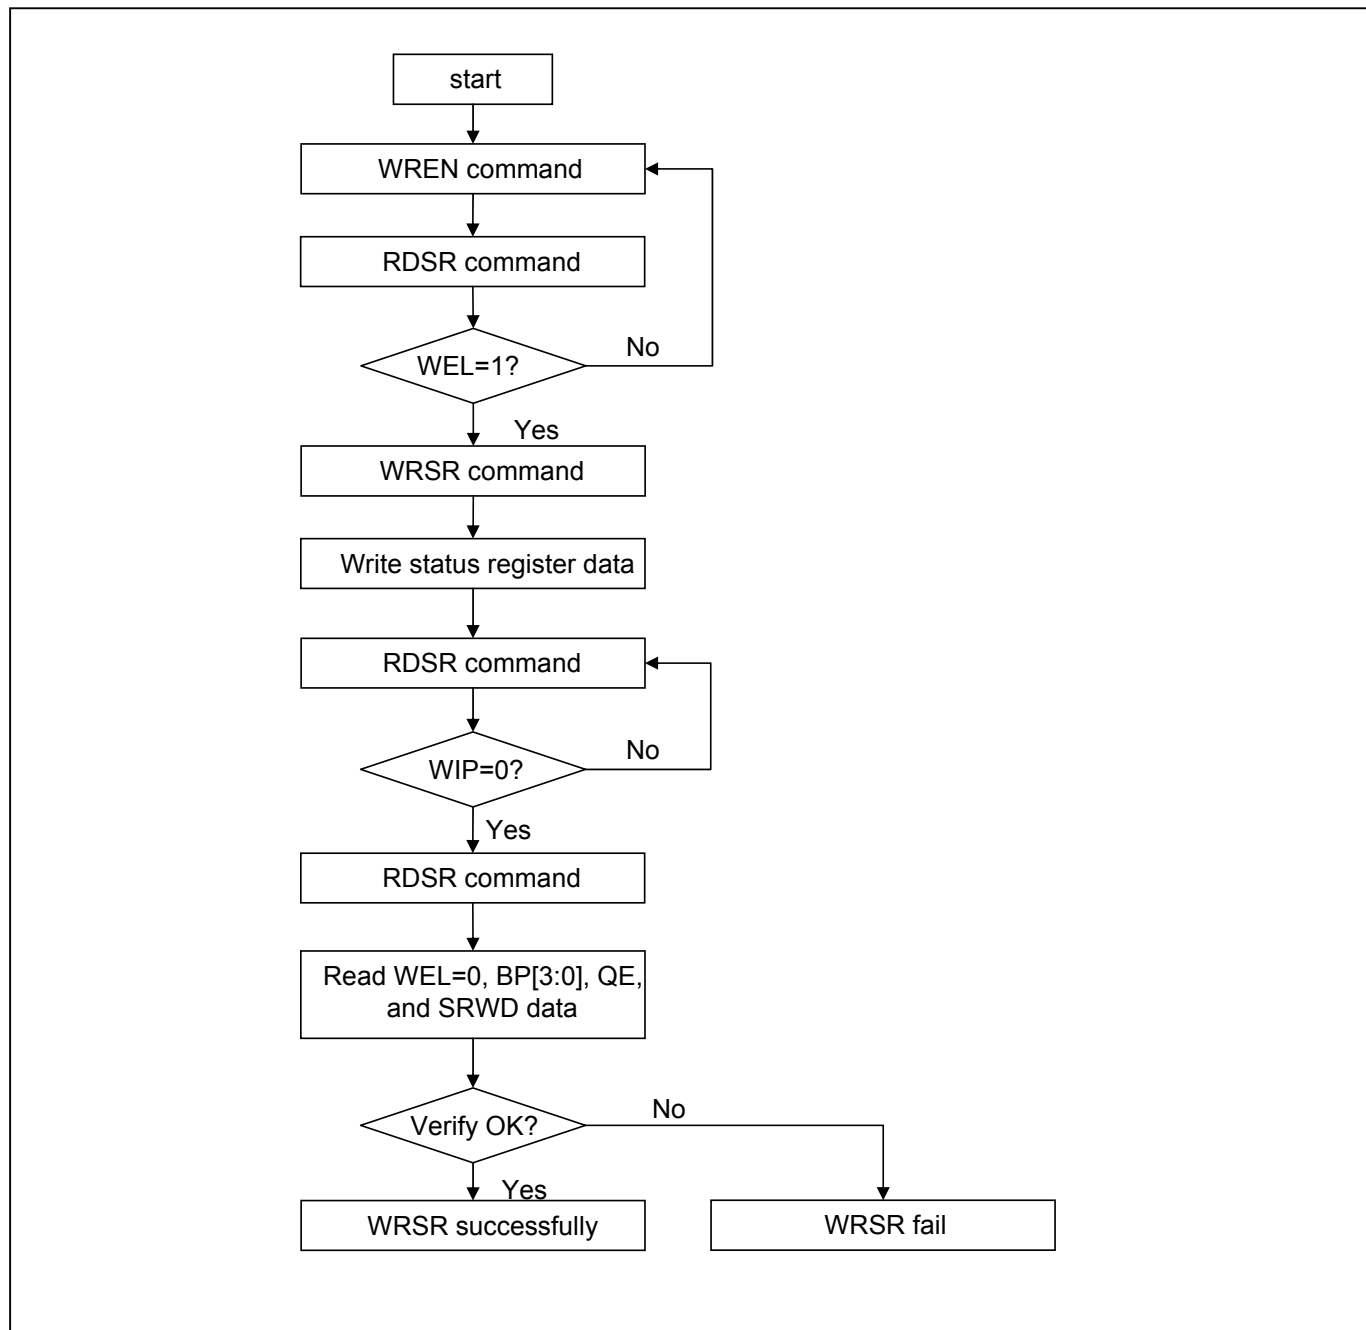 start
WREN command
RDSR command
WEL=1?
No
Yes
WRSR command
Write status register data
RDSR command
WIP=0?
No
Yes
RDSR command
Read WEL=0, BP[3:0], QE,
and SRWD data
Verify OK?
No
Yes
WRSR successfully
WRSR fail